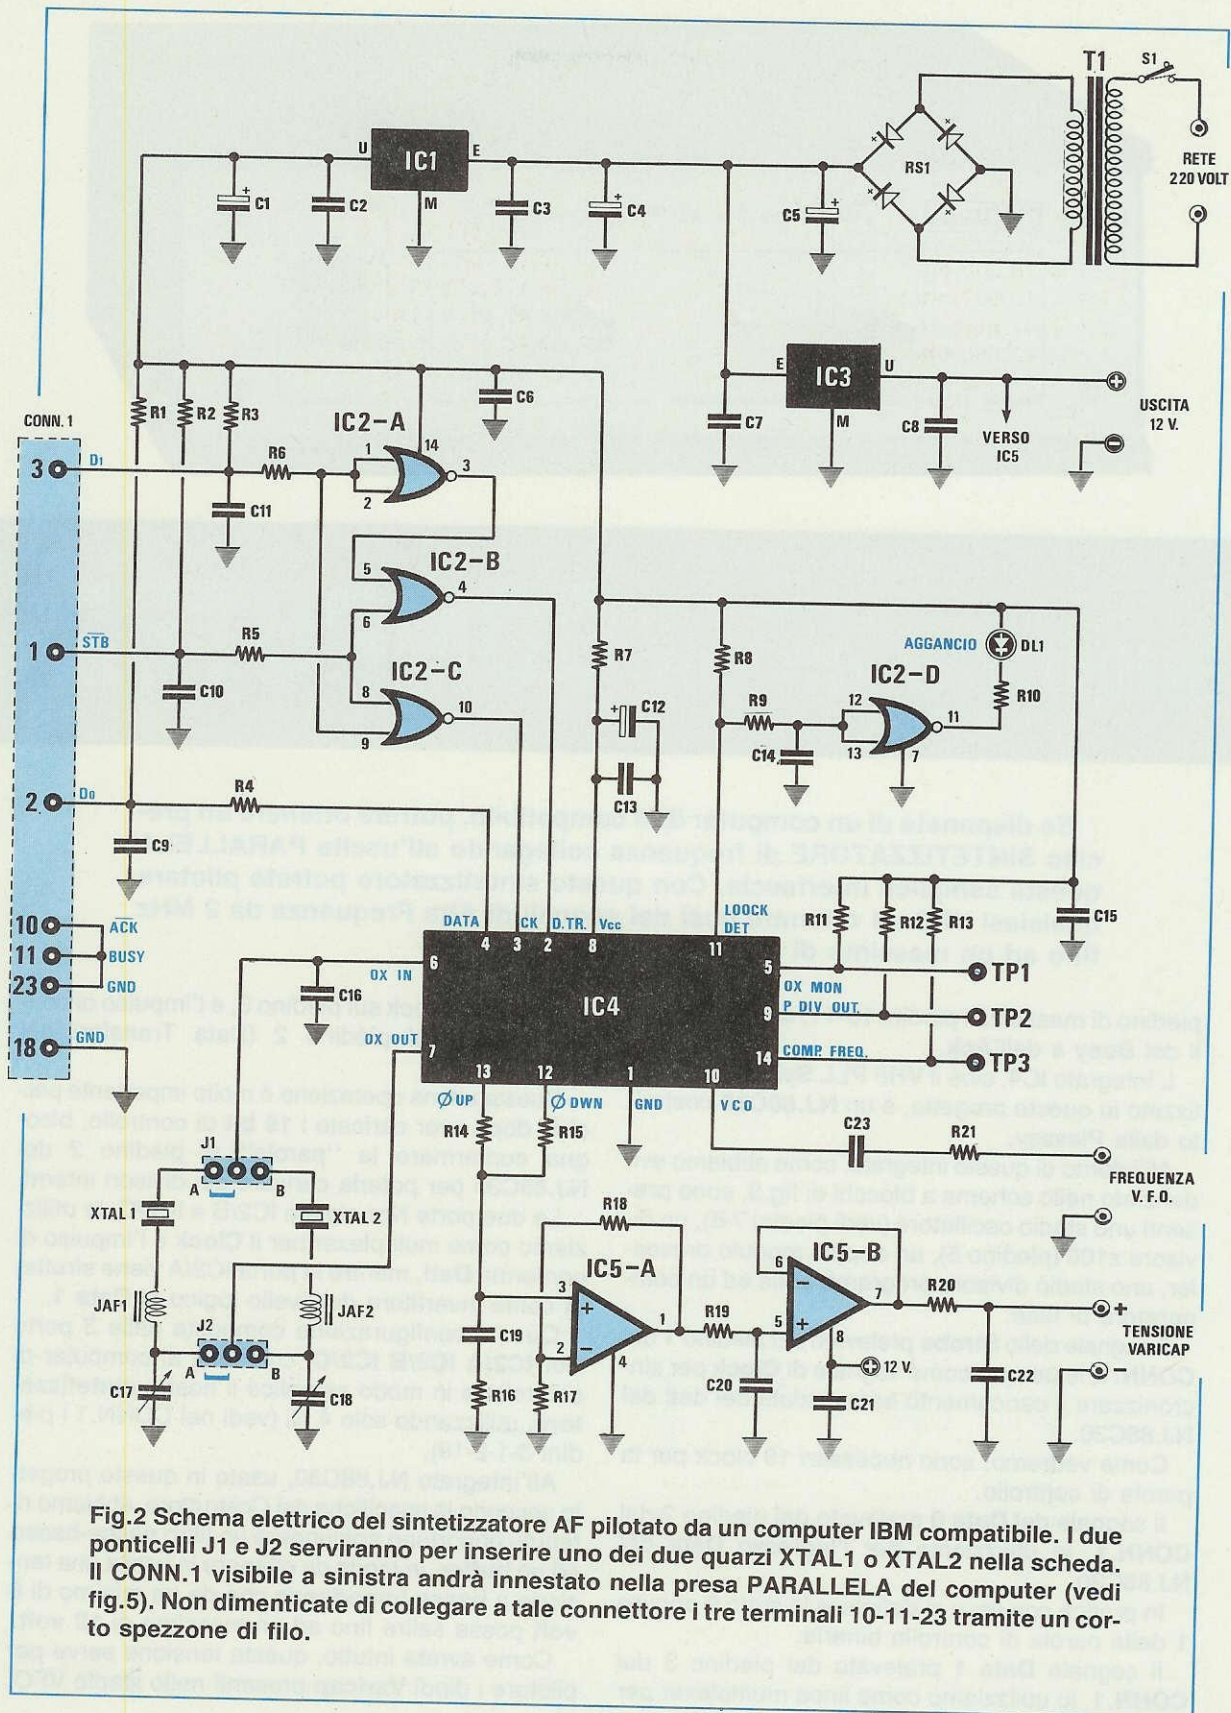 T1
S1
RETE
220 VOLT
RS1
U
IC1
E
M
C1
C2
C3
C4
C5
E
IC3
U
M
C7
C8
VERSO
IC5
USCITA
12 V.
C6
R1
R2
R3
CONN.1
3
D1
R6
C11
IC2-A
14
1
2
3
IC2-B
5
6
4
1
STB
R5
C10
IC2-C
8
9
10
2
D0
R4
C9
R7
C12
C13
R8
R9
C14
IC2-D
12
13
11
7
AGGANCIO
DL1
R10
10
ACK
11
BUSY
23
GND
18
GND
C16
OX IN
OX OUT
DATA
CK
D.TR.
Vcc
LOOCK
DET
4
3
2
8
11
6
7
IC4
5
9
14
13
12
1
10
OX MON
P DIV OUT.
COMP. FREQ.
R11
R12
R13
C15
TP1
TP2
TP3
Ø UP
Ø DWN
GND
VCO
R14
R15
C23
R21
FREQUENZA
V. F.O.
J1
A
B
XTAL 1
XTAL 2
JAF1
JAF2
J2
A
B
C17
C18
R18
IC5-A
3
2
1
4
C19
R16
R17
R19
C20
IC5-B
6
5
7
8
12 V.
C21
R20
C22
+
TENSIONE
VARICAP
-
Fig.2 Schema elettrico del sintetizzatore AF pilotato da un computer IBM compatibile. I due
ponticelli J1 e J2 serviranno per inserire uno dei due quarzi XTAL1 o XTAL2 nella scheda.
Il CONN.1 visibile a sinistra andrà innestato nella presa PARALLELA del computer (vedi
fig.5). Non dimenticate di collegare a tale connettore i tre terminali 10-11-23 tramite un cor-
to spezzone di filo.